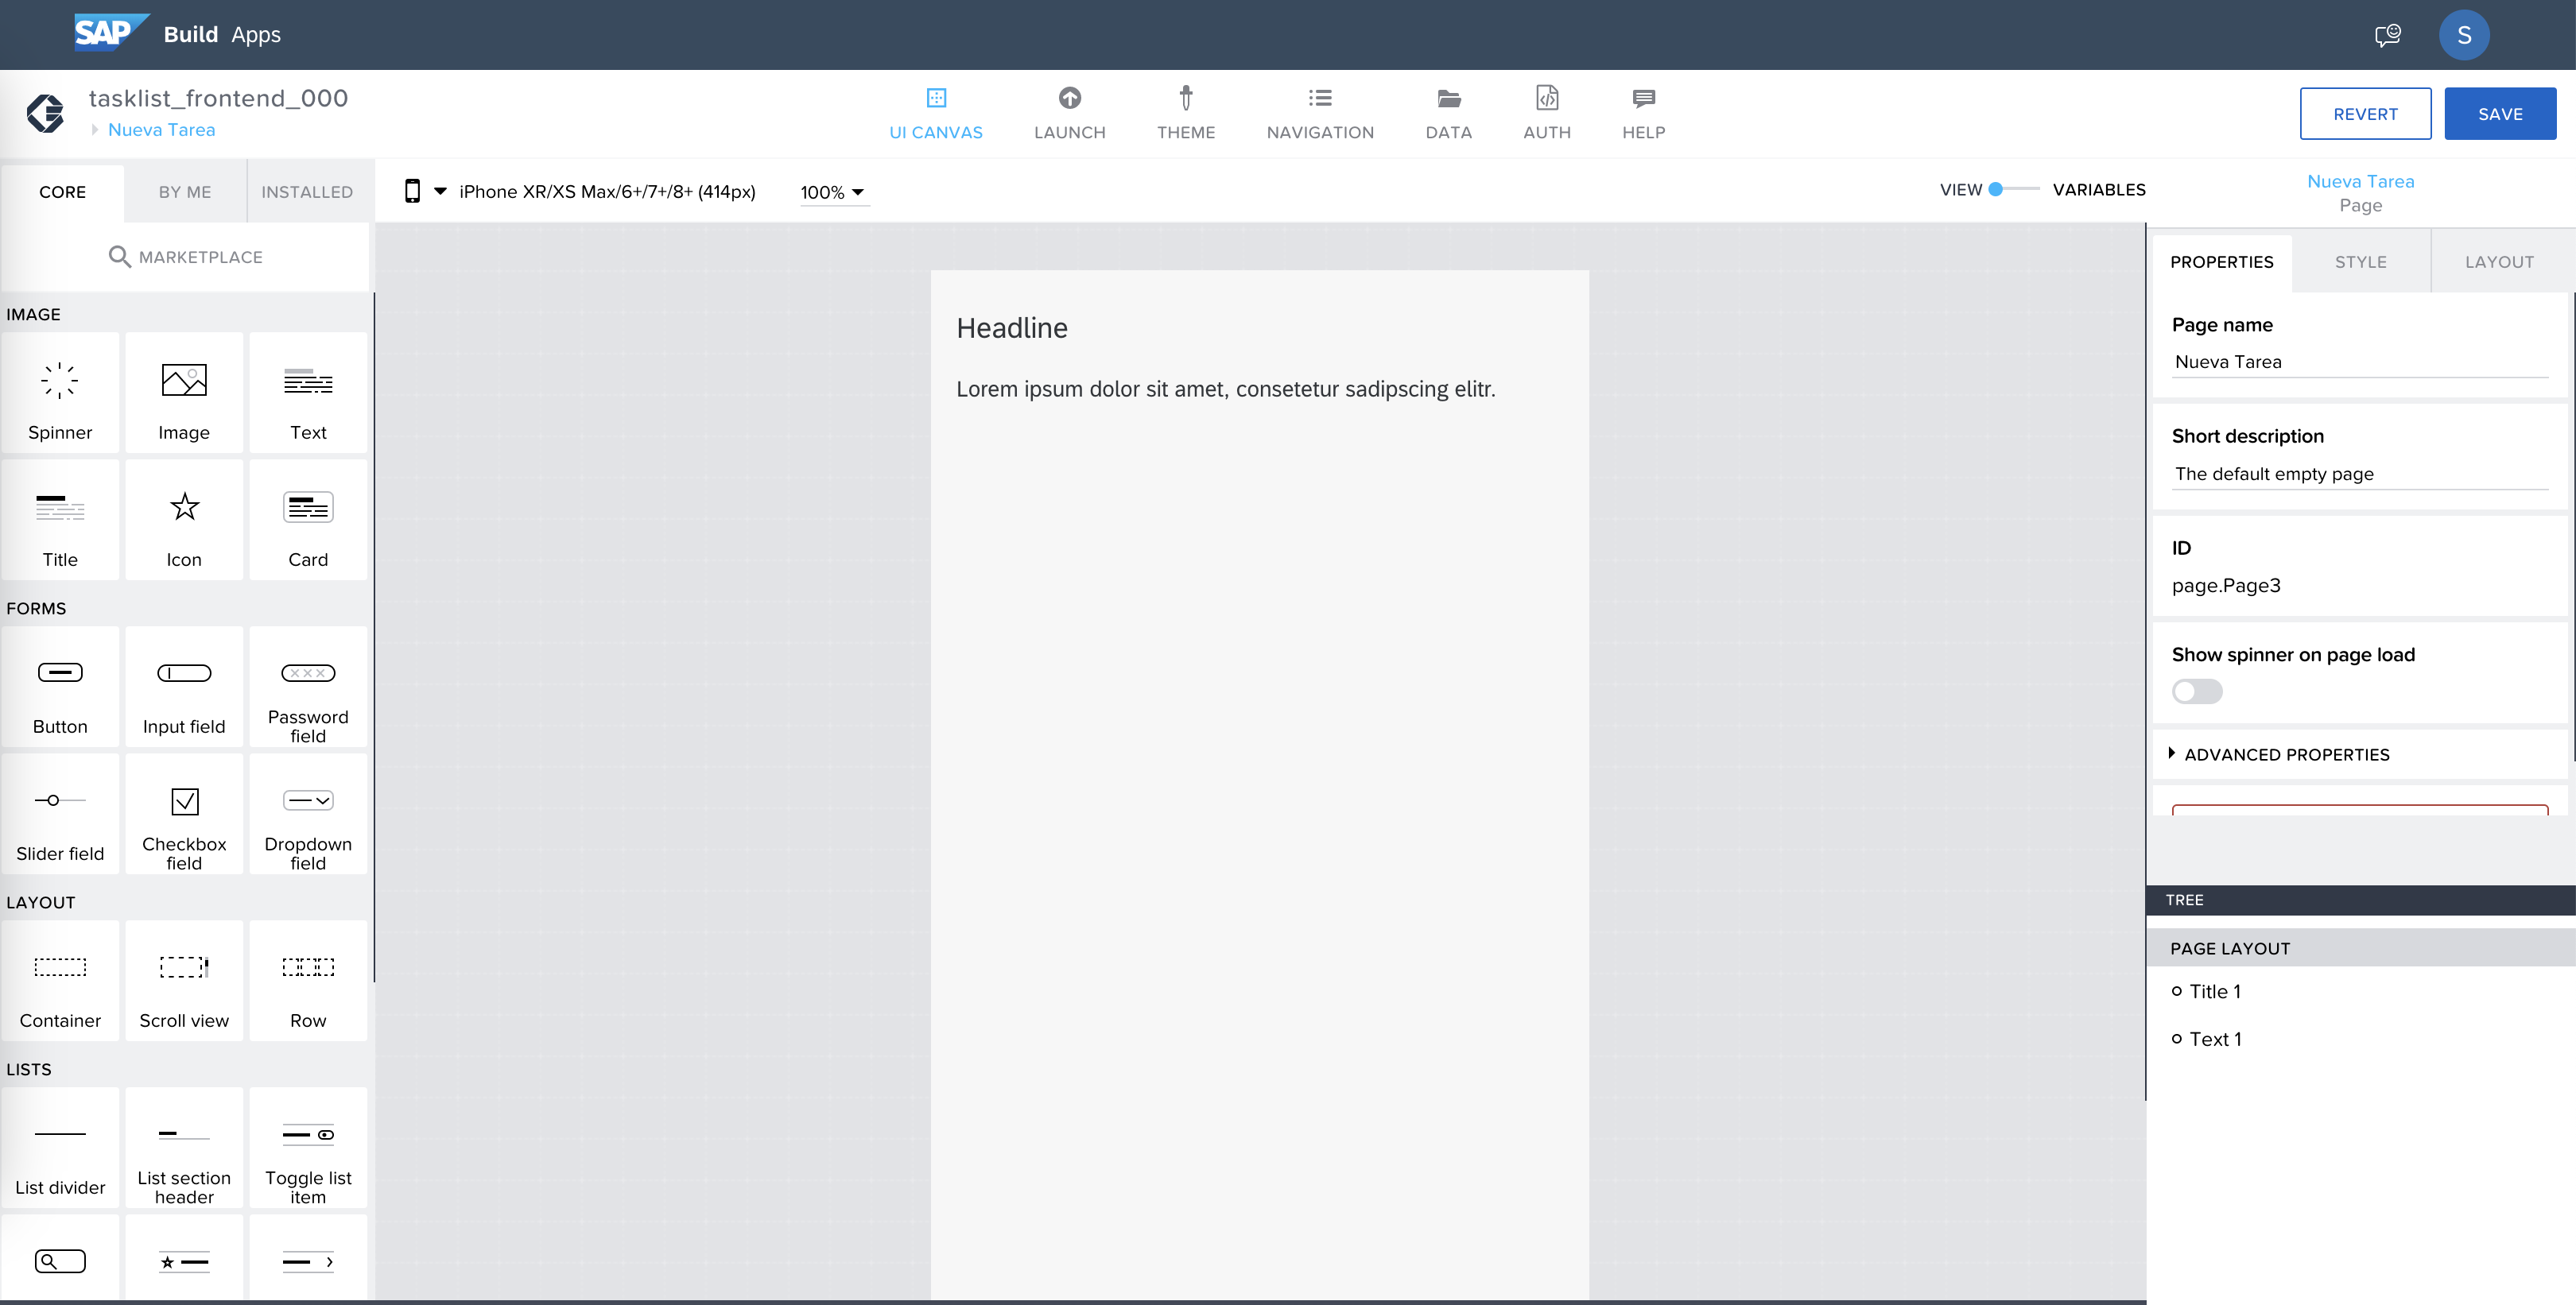 SAP Build Apps
S
tasklist_frontend_000
Nueva Tarea
UI CANVAS
LAUNCH
THEME
NAVIGATION
DATA
AUTH
HELP
REVERT
SAVE
CORE
BY ME
INSTALLED
iPhone XR/XS Max/6+/7+/8+ (414px)
100%
VIEW
VARIABLES
Nueva Tarea
Page
MARKETPLACE
PROPERTIES
STYLE
LAYOUT
IMAGE
Spinner
Image
Text
Title
Icon
Card
FORMS
Button
Input field
Password
field
Slider field
Checkbox
field
Dropdown
field
LAYOUT
Container
Scroll view
Row
LISTS
List divider
List section
header
Toggle list
item
Headline
Lorem ipsum dolor sit amet, consetetur sadipscing elitr.
Page name
Nueva Tarea
Short description
The default empty page
ID
page.Page3
Show spinner on page load
ADVANCED PROPERTIES
TREE
PAGE LAYOUT
Title 1
Text 1